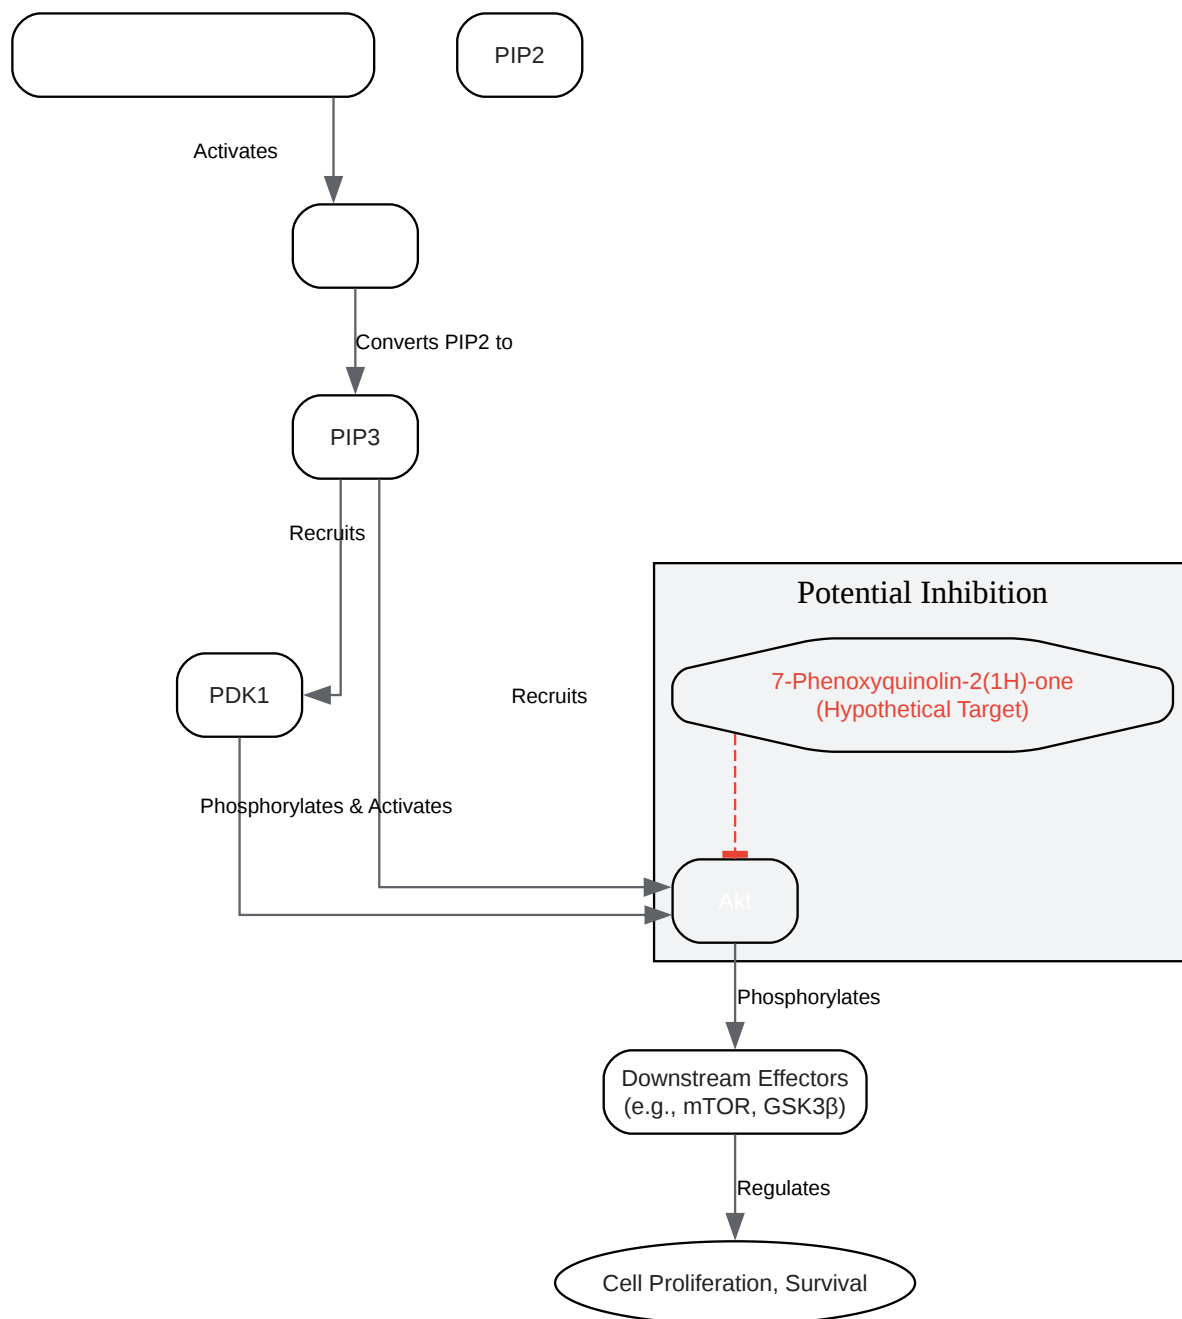 PIP2
Activates
Converts PIP2 to
PIP3
Recruits
Potential Inhibition
7-Phenoxyquinolin-2(1H)-one
(Hypothetical Target)
PDK1
Recruits
Phosphorylates & Activates
Akt
Phosphorylates
Downstream Effectors
(e.g., mTOR, GSK3β)
Regulates
Cell Proliferation, Survival